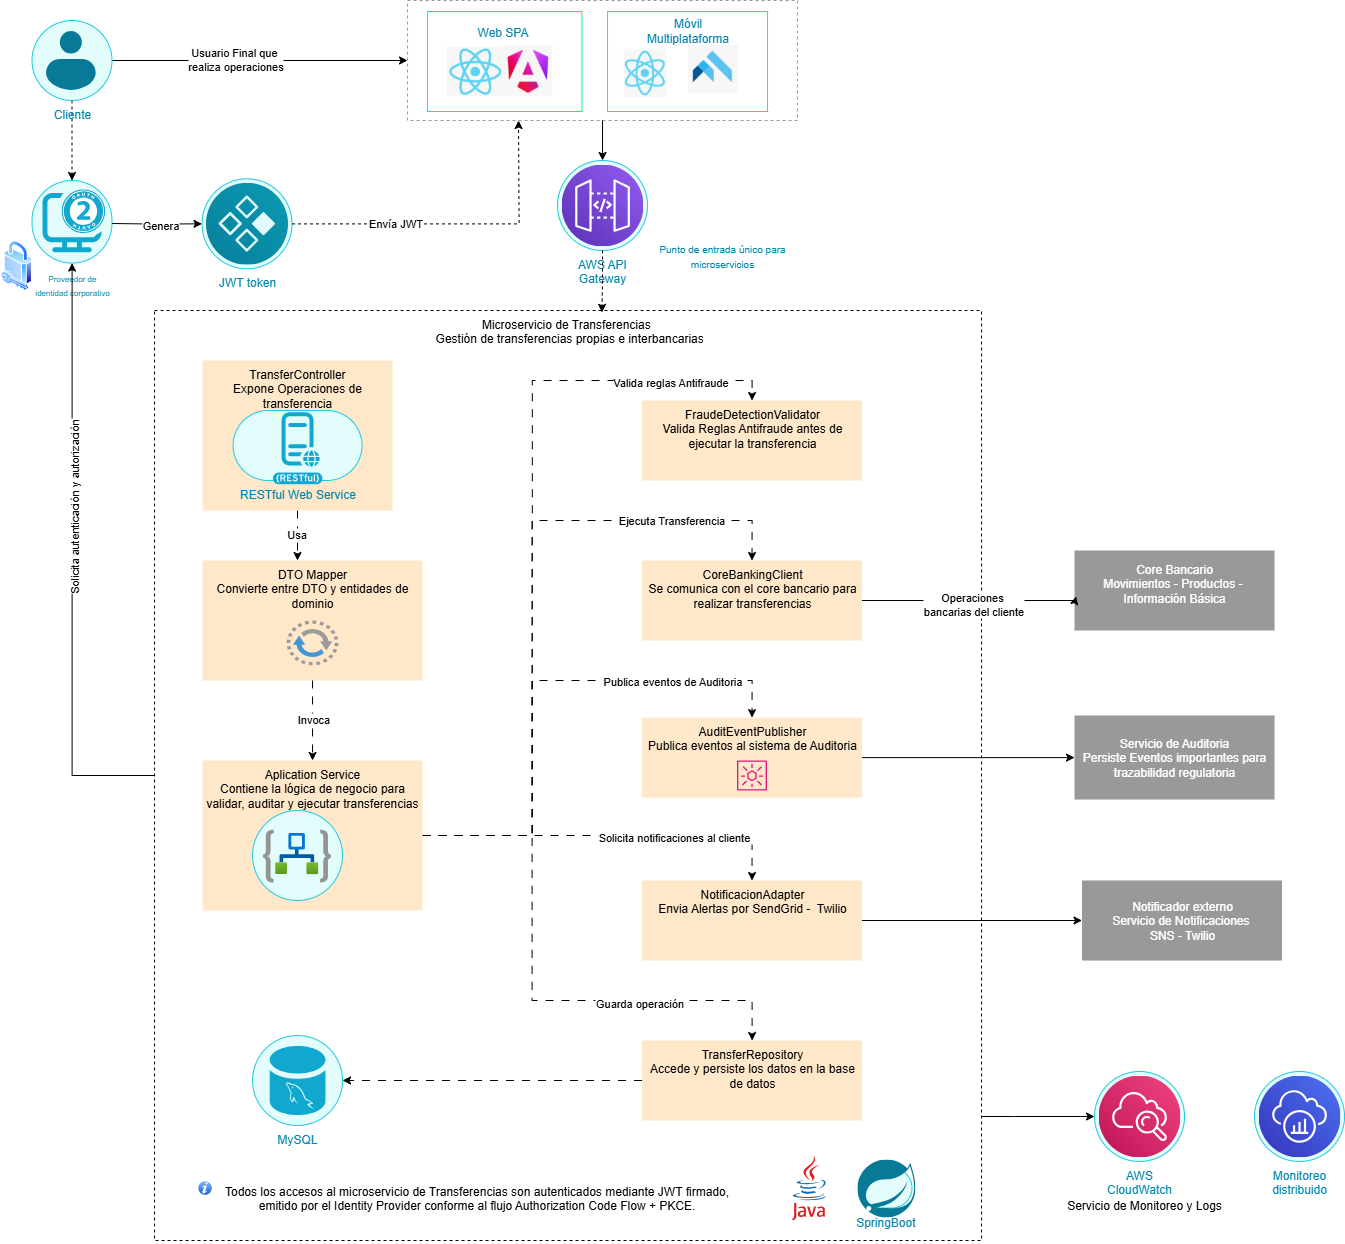 Web SPA
Móvil
Multiplataforma
Usuario Final que
realiza operaciones
Cliente
OAUTH
2
OAUTH
Genera
Envía JWT
JWT token
Proveedor de
identidad corporativo
AWS API
Gateway
Punto de entrada único para
microservicios
Microservicio de Transferencias
Gestión de transferencias propias e interbancarias
TransferController
Expone Operaciones de
transferencia
{RESTful}
RESTful Web Service
Usa
DTO Mapper
Convierte entre DTO y entidades de
dominio
Invoca
Aplication Service
Contiene la lógica de negocio para
validar, auditar y ejecutar transferencias
Solicita autenticación y autorización
Valida reglas Antifraude
FraudeDetectionValidator
Valida Reglas Antifraude antes de
ejecutar la transferencia
Ejecuta Transferencia
CoreBankingClient
Se comunica con el core bancario para
realizar transferencias
Operaciones
bancarias del cliente
Core Bancario
Movimientos - Productos -
Información Básica
Publica eventos de Auditoria
AuditEventPublisher
Publica eventos al sistema de Auditoria
Servicio de Auditoria
Persiste Eventos importantes para
trazabilidad regulatoria
Solicita notificaciones al cliente
NotificacionAdapter
Envia Alertas por SendGrid - Twilio
Notificador externo
Servicio de Notificaciones
SNS - Twilio
Guarda operación
TransferRepository
Accede y persiste los datos en la base
de datos
MySQL
AWS
CloudWatch
Servicio de Monitoreo y Logs
Monitoreo
distribuido
Todos los accesos al microservicio de Transferencias son autenticados mediante JWT firmado,
emitido por el Identity Provider conforme al flujo Authorization Code Flow + PKCE.
Java
SpringBoot